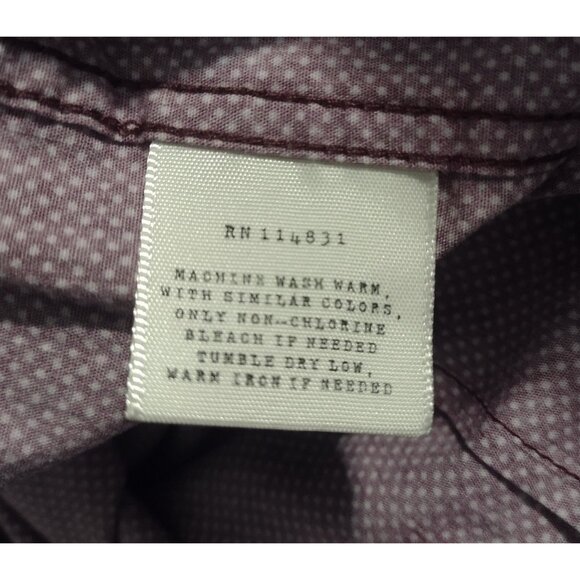 RN 114831
MACHINE WASH WARM,
WITH SIMILAR COLORS,
ONLY NON-CHLORINE
BLEACH IF NEEDED
TUMBLE DRY LOW,
WARM IRON IF NEEDED